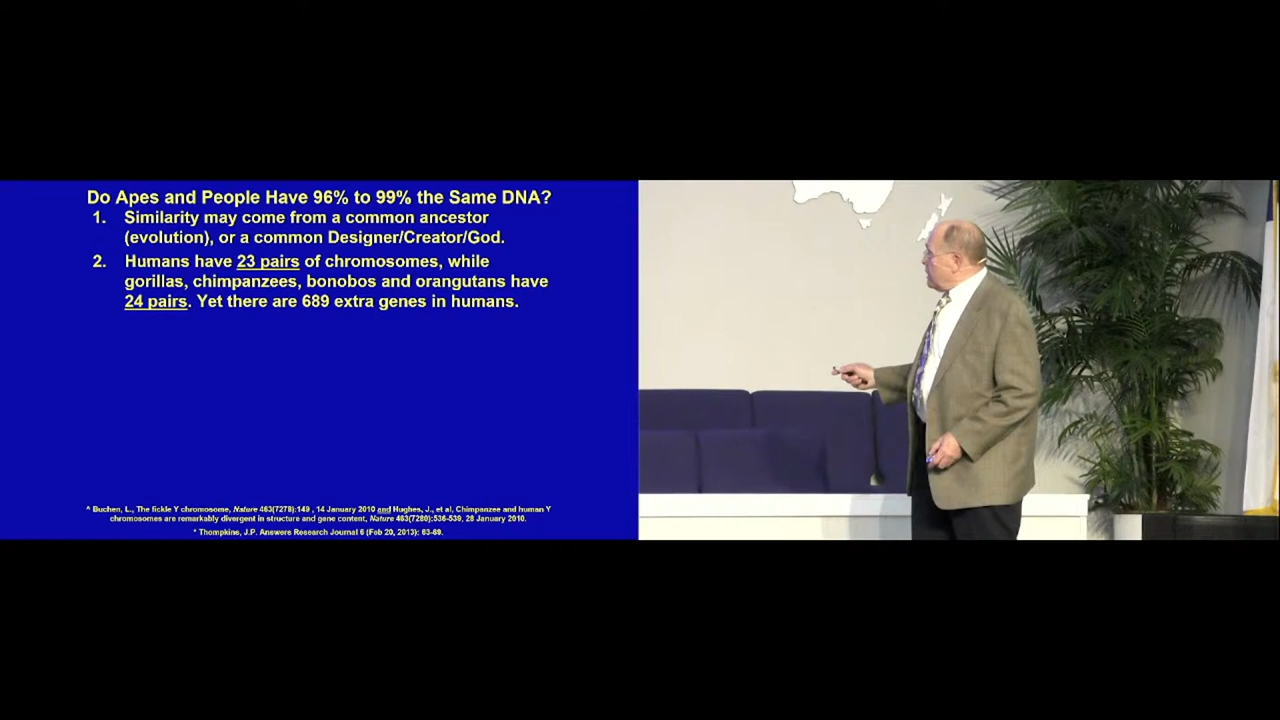 Do Apes and People Have 96% to 99% the Same DNA?
1. Similarity may come from a common ancestor
(evolution), or a common Designer/Creator/God.
2. Humans have 23 pairs of chromosomes, while
gorillas, chimpanzees, bonobos and orangutans have
24 pairs. Yet there are 689 extra genes in humans.
^ Buchen, L., The fickle Y chromosome, Nature 463(7278):149 , 14 January 2010 and Hughes, J., et al, Chimpanzee and human Y
chromosomes are remarkably divergent in structure and gene content, Nature 463(7280):536-539, 28 January 2010.
* Thompkins, J.P. Answers Research Journal 6 (Feb 20, 2013): 63-69.